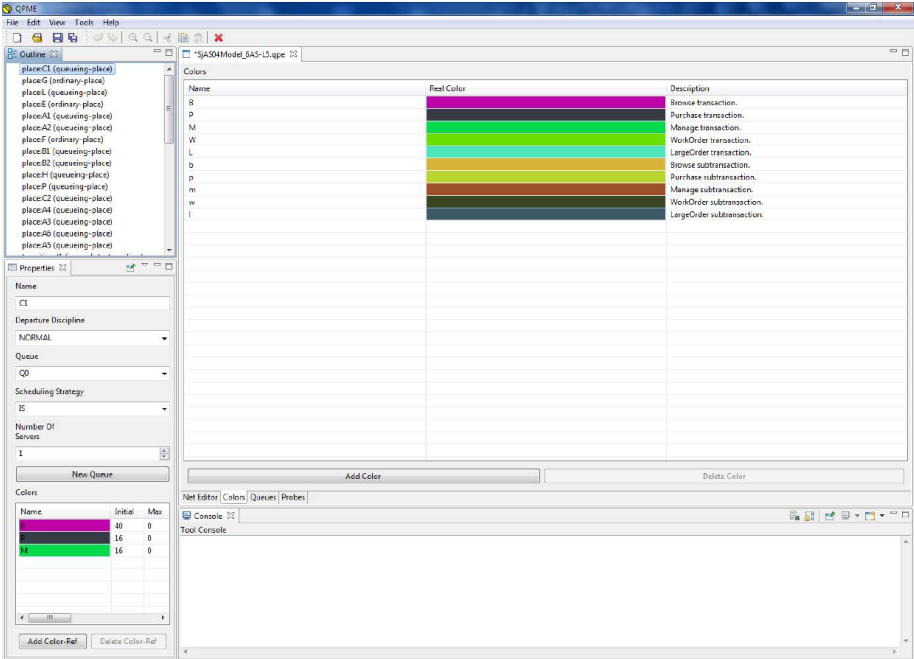 QPME
File Edit View Tools Help
Outline
place:C1 (queueing-place)
place:G (ordinary-place)
place:L (queueing-place)
place:E (ordinary-place)
place:A1 (queueing-place)
place:A2 (queueing-place)
place:F (ordinary-place)
place:B1 (queueing-place)
place:B2 (queueing-place)
place:H (queueing-place)
place:P (queueing-place)
place:C2 (queueing-place)
place:A4 (queueing-place)
place:A3 (queueing-place)
place:A6 (queueing-place)
place:A5 (queueing-place)
Properties
Name
C1
Departure Discipline
NORMAL
Queue
Q0
Scheduling Strategy
IS
Number Of
Servers
1
New Queue
Colors
Name Initial Max
B 40 0
P 16 0
M 16 0
Add Color-Ref Delete Color-Ref
*SjAS04Model_6AS-L5.qpe
Colors
Name Real Color Description
B Browse transaction.
P Purchase transaction.
M Manage transaction.
W WorkOrder transaction.
L LargeOrder transaction.
b Browse subtransaction.
p Purchase subtransaction.
m Manage subtransaction.
w WorkOrder subtransaction.
l LargeOrder subtransaction.
Add Color Delete Color
Net Editor Colors Queues Probes
Console
Tool Console